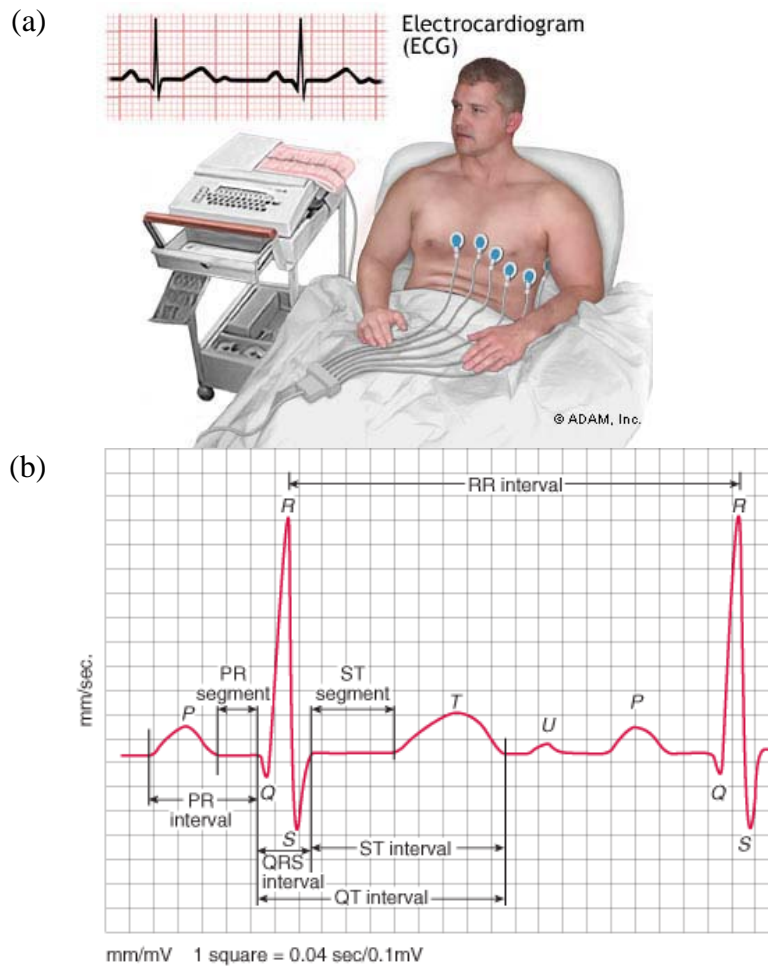 (a)
Electrocardiogram
(ECG)
© ADAM, Inc.
(b)
RR interval
R
R
mm/sec.
PR
segment
ST
segment
P
T
U
P
Q
Q
PR
interval
S
S
QRS
interval
ST interval
QT interval
mm/mV 1 square = 0.04 sec/0.1mV